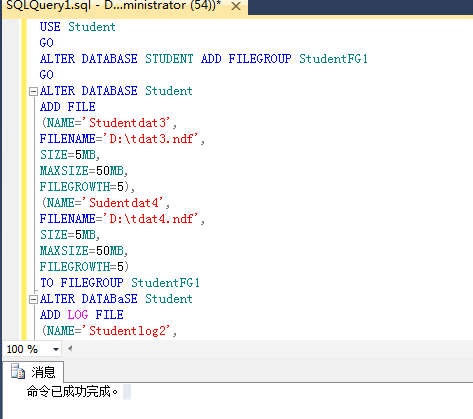 SQLQuery1.sql - D...ministrator (54))* ×
USE Student
GO
ALTER DATABASE STUDENT ADD FILEGROUP StudentFG1
GO
ALTER DATABASE Student
ADD FILE
(NAME='Studentdat3',
FILENAME='D:\tdat3.ndf',
SIZE=5MB,
MAXSIZE=50MB,
FILEGROWTH=5),
(NAME='Sudentdat4',
FILENAME='D:\tdat4.ndf',
SIZE=5MB,
MAXSIZE=50MB,
FILEGROWTH=5)
TO FILEGROUP StudentFG1
ALTER DATABaSE Student
ADD LOG FILE
(NAME='Studentlog2',
100 %
消息
命令已成功完成。